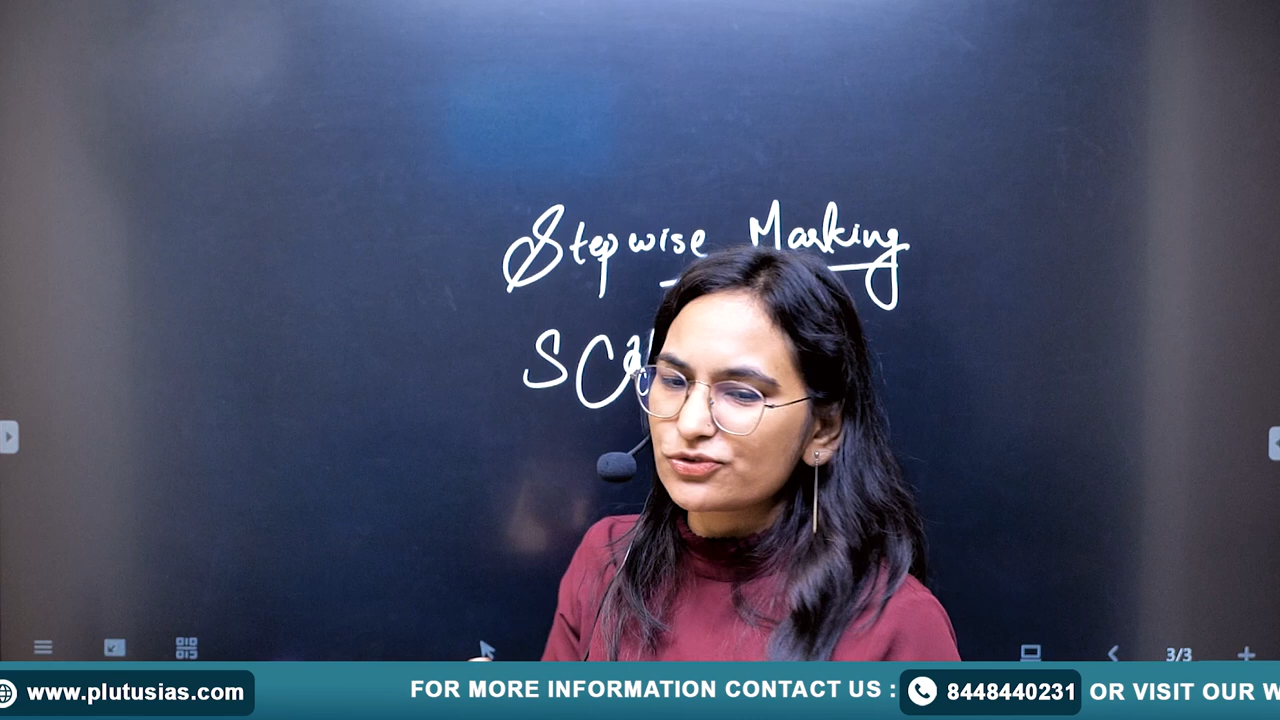 Stepwise Marking
3/3
www.plutusias.com
FOR MORE INFORMATION CONTACT US : 8448440231 OR VISIT OUR W